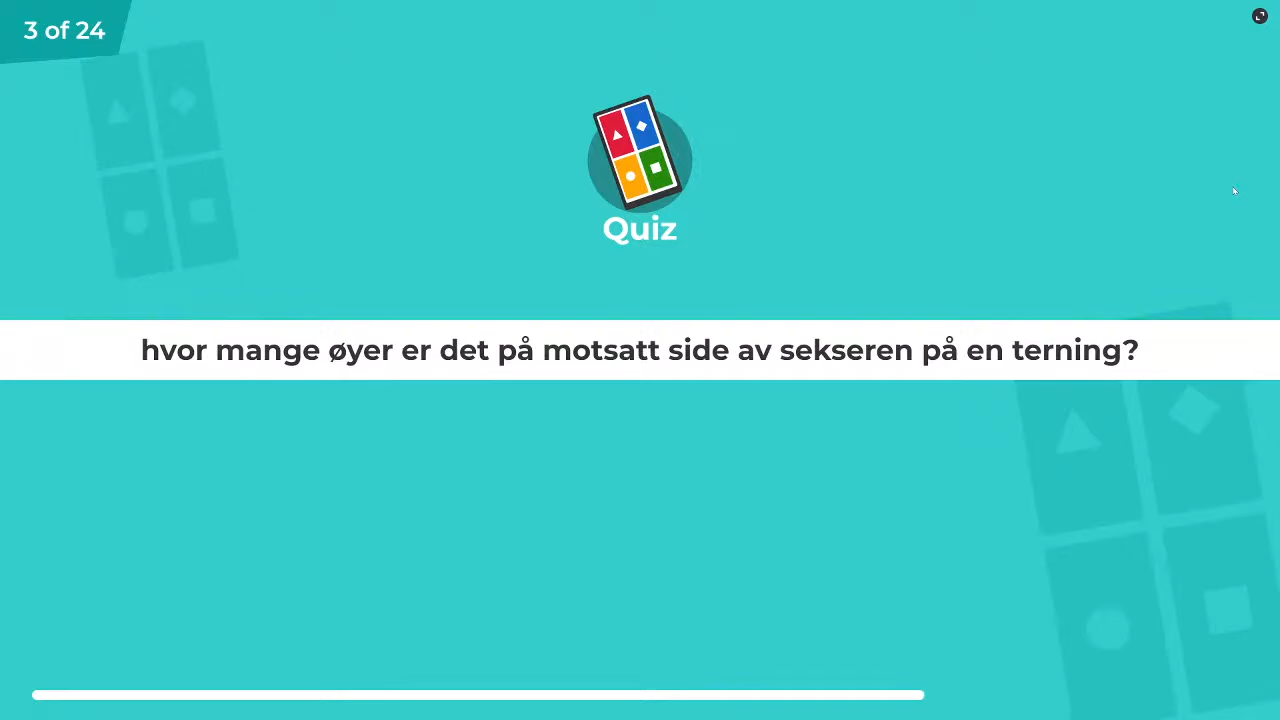 3 of 24
Quiz
hvor mange øyer er det på motsatt side av sekseren på en terning?